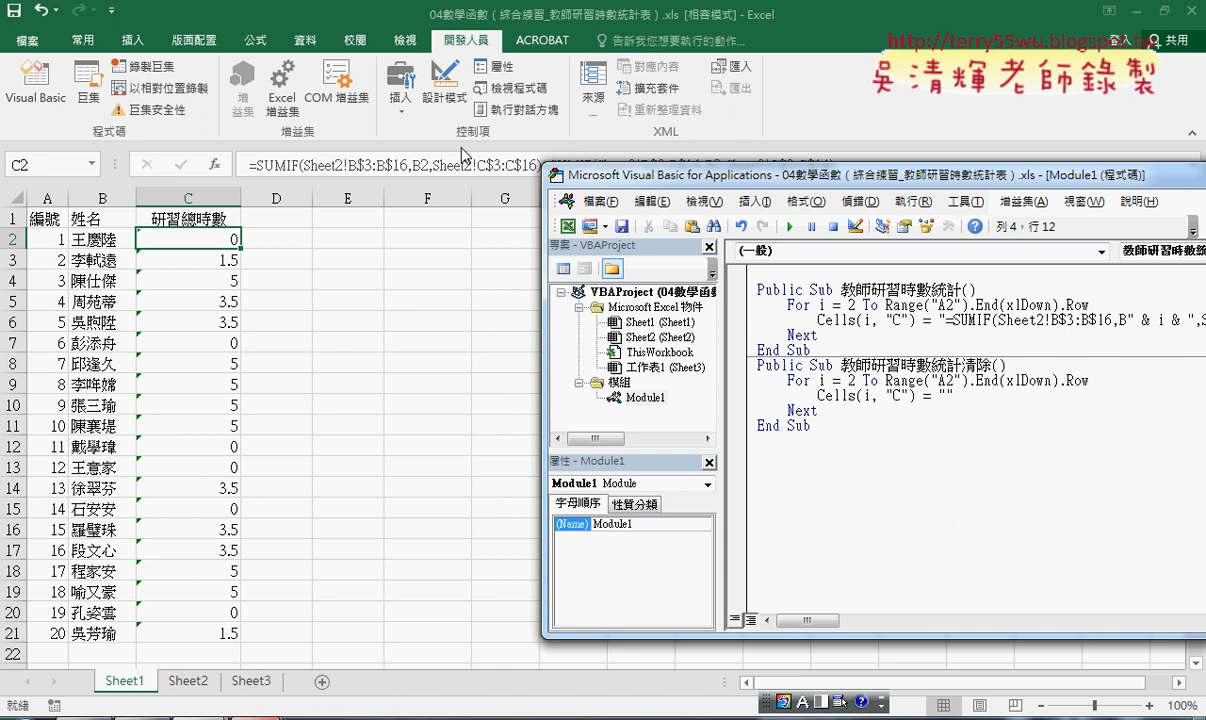 04數學函數（綜合練習_教師研習時數統計表）.xls [相容模式] - Excel
http://terry55wu.blogspot.tw
吳清輝老師錄製
檔案 常用 插入 版面配置 公式 資料 校閱 檢視 開發人員 ACROBAT 告訴我您想要執行的動作... 登入 共用
Visual Basic 巨集 錄製巨集 以相對位置錄製 巨集安全性
增益集 Excel 增益集 COM 增益集
插入 設計模式 屬性 檢視程式碼 執行對話方塊
來源 ... 對應內容 擴充套件 重新整理資料 匯入 匯出
程式碼 增益集 控制項 XML
C2 fx =SUMIF(Sheet2!B$3:B$16,B2,Sheet2!C$3:C$16)
A B C D E F G
1 編號 姓名 研習總時數
2 1 王慶陸 0
3 2 李軾遠 1.5
4 3 陳仕傑 5
5 4 周苑蒂 3.5
6 5 吳煦陞 3.5
7 6 彭添舟 0
8 7 邱逢久 5
9 8 李哖嫦 5
10 9 張三瑜 5
11 10 陳襄堤 5
12 11 戴學瑋 0
13 12 王意家 0
14 13 徐翠芬 3.5
15 14 石安安 0
16 15 羅璧珠 3.5
17 16 段文心 3.5
18 17 程家安 5
19 18 喻又豪 5
20 19 孔姿雲 0
21 20 吳芳瑜 1.5
22
Sheet1 Sheet2 Sheet3
就緒 100%
Microsoft Visual Basic for Applications - 04數學函數（綜合練習_教師研習時數統計表）.xls - [Module1 (程式碼)]
檔案(F) 編輯(E) 檢視(V) 插入(I) 格式(O) 偵錯(D) 執行(R) 工具(T) 增益集(A) 視窗(W) 說明(H)
列 4，行 12
專案 - VBAProject
VBAProject (04數學函數
Microsoft Excel 物件
Sheet1 (Sheet1)
Sheet2 (Sheet2)
ThisWorkbook
工作表1 (Sheet3)
模組
Module1
屬性 - Module1
Module1 Module
字母順序 性質分類
(Name) Module1
(一般) 教師研習時數統
Public Sub 教師研習時數統計()
For i = 2 To Range("A2").End(xlDown).Row
Cells(i, "C") = "=SUMIF(Sheet2!B$3:B$16,B" & i & ",S
Next
End Sub
Public Sub 教師研習時數統計清除()
For i = 2 To Range("A2").End(xlDown).Row
Cells(i, "C") = ""
Next
End Sub